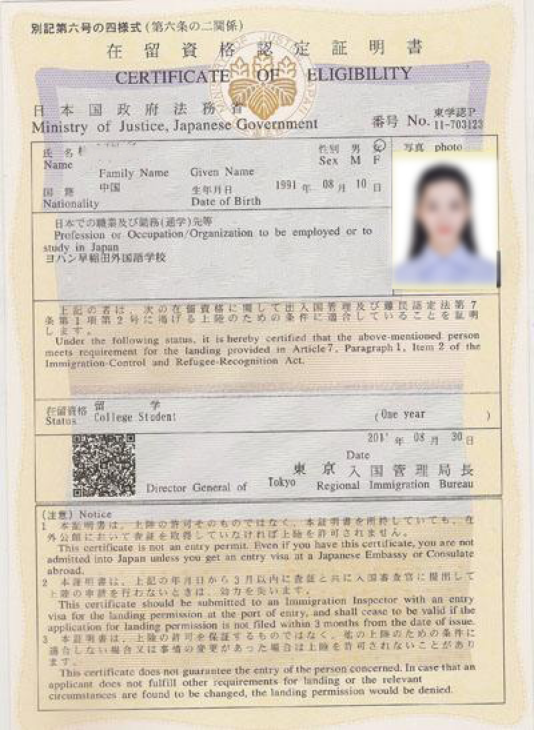 別記第六号の四様式(第六条の二関係)
在留資格認定証明書
CERTIFICATE OF ELIGIBILITY
日本国政府法務省
Ministry of Justice, Japanese Government
番号 No. 東学認P 11-703123
氏名 性別 男 女 写真 photo
Name Sex M F
Family Name Given Name
国籍 中国 生年月日 1991 年 08 月 10 日
Nationality Date of Birth
日本での職業及び勤務(通学)先等
Profession or Occupation/Organization to be employed or to
study in Japan
ヨハン早稲田外国語学校
上記の者は、次の在留資格に関して出入国管理及び難民認定法第7
条第1項第2号に掲げる上陸のための条件に適合していることを証明
します。
Under the following status, it is hereby certified that the above-mentioned person
meets requirement for the landing provided in Article7, Paragraph1, Item 2 of the
Immigration-Control and Refugee-Recognition Act.
在留資格 留 学
Status College Student (One year )
年 08 月 30 日
Date
東京入国管理局長
Director General of Tokyo Regional Immigration Bureau
(注意) Notice
1 本証明書は、上陸の許可そのものではなく、本証明書を所持していても、在
外公館において査証を取得していなければ上陸を許可されません。
This certificate is not an entry permit. Even if you have this certificate, you are not
admitted into Japan unless you get an entry visa at a Japanese Embassy or Consulate
abroad.
2 本証明書は、上記の年月日から3月以内に査証と共に入国審査官に提出して
上陸の申請を行わないときは、効力を失います。
This certificate should be submitted to an Immigration Inspector with an entry
visa for the landing permission at the port of entry, and shall cease to be valid if the
application for landing permission is not filed within 3 months from the date of issue.
3 本証明書は、上陸の許可を保証するものではなく、他の上陸のための条件に
適合しない場合又は事情の変更があった場合は上陸を許可されないことがあり
ます。
This certificate does not guarantee the entry of the person concerned. In case that an
applicant does not fulfill other requirements for landing or the relevant
circumstances are found to be changed, the landing permission would be denied.